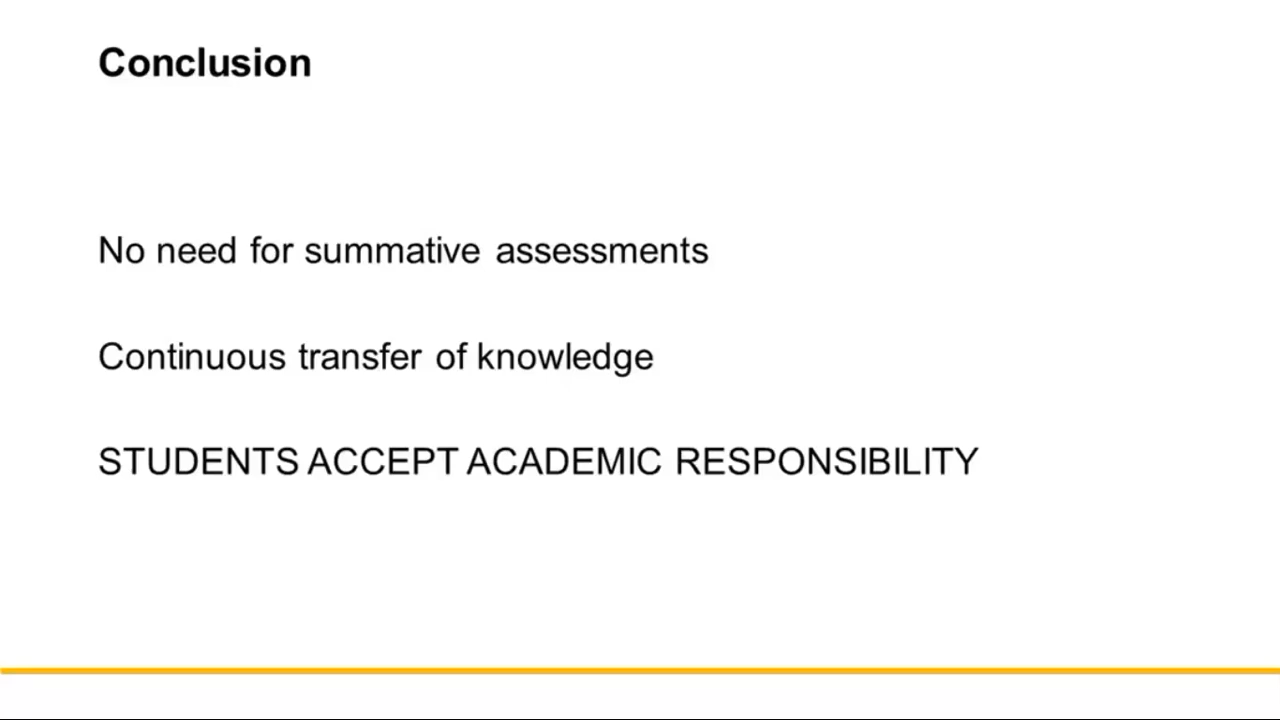 Conclusion
No need for summative assessments
Continuous transfer of knowledge
STUDENTS ACCEPT ACADEMIC RESPONSIBILITY